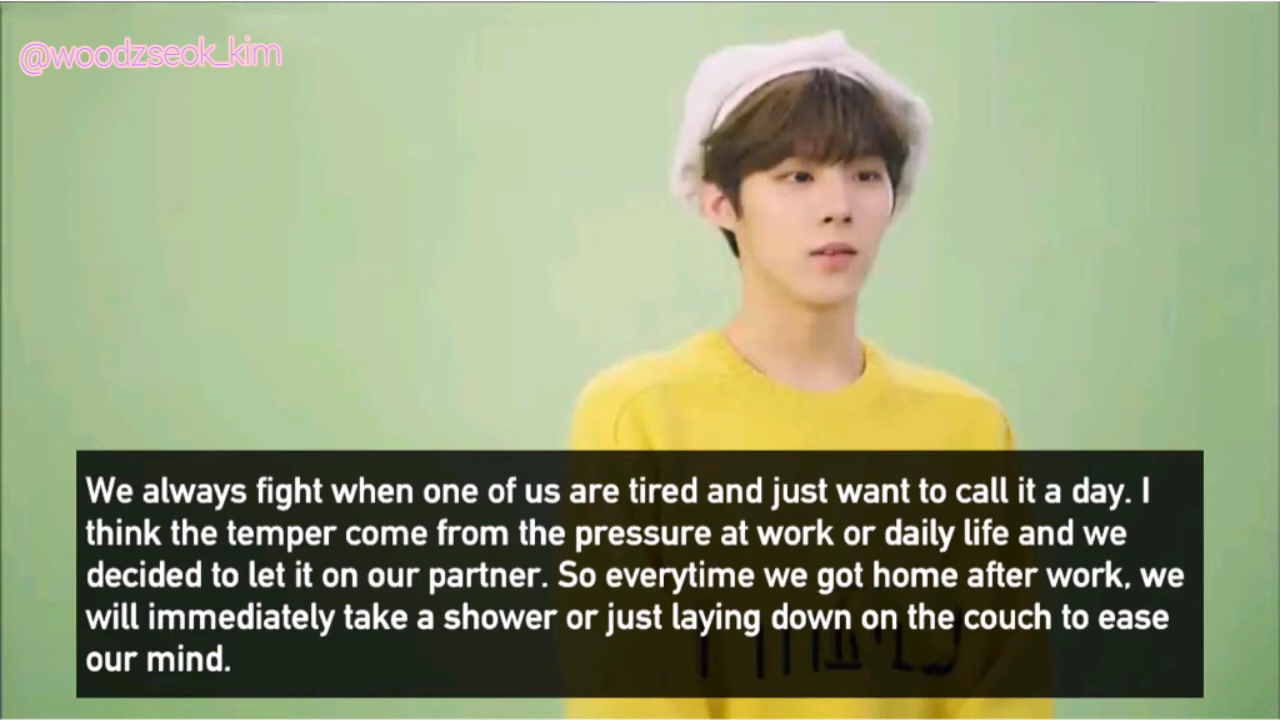 @woodzseok_kim
We always fight when one of us are tired and just want to call it a day. I
think the temper come from the pressure at work or daily life and we
decided to let it on our partner. So everytime we got home after work, we
will immediately take a shower or just laying down on the couch to ease
our mind.